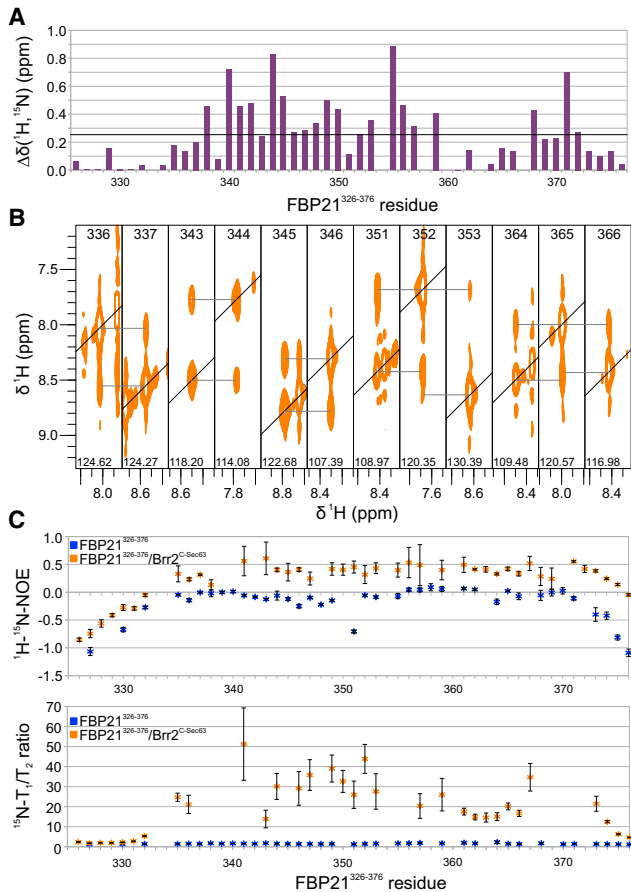 A
Δδ(¹H,¹⁵N) (ppm)
1.0
0.8
0.6
0.4
0.2
0.0
330 340 350 360 370
FBP21³²⁶⁻³⁷⁶ residue
B
336 337 343 344 345 346 351 352 353 364 365 366
δ¹H (ppm)
7.5
8.0
8.5
9.0
124.62 124.27 118.20 114.08 122.68 107.39 108.97 120.35 130.39 109.48 120.57 116.98
8.0 8.6 8.6 7.8 8.8 8.4 8.4 7.6 8.6 8.4 8.0 8.4
δ¹H (ppm)
C
FBP21³²⁶⁻³⁷⁶
FBP21³²⁶⁻³⁷⁶/Brr2ᶜ⁻ˢᵉᶜ⁶³
¹H-¹⁵N-NOE
1.0
0.5
0.0
-0.5
-1.0
-1.5
330 340 350 360 370
FBP21³²⁶⁻³⁷⁶
FBP21³²⁶⁻³⁷⁶/Brr2ᶜ⁻ˢᵉᶜ⁶³
¹⁵N-T₁/T₂ ratio
70
60
50
40
30
20
10
0
330 340 350 360 370
FBP21³²⁶⁻³⁷⁶ residue